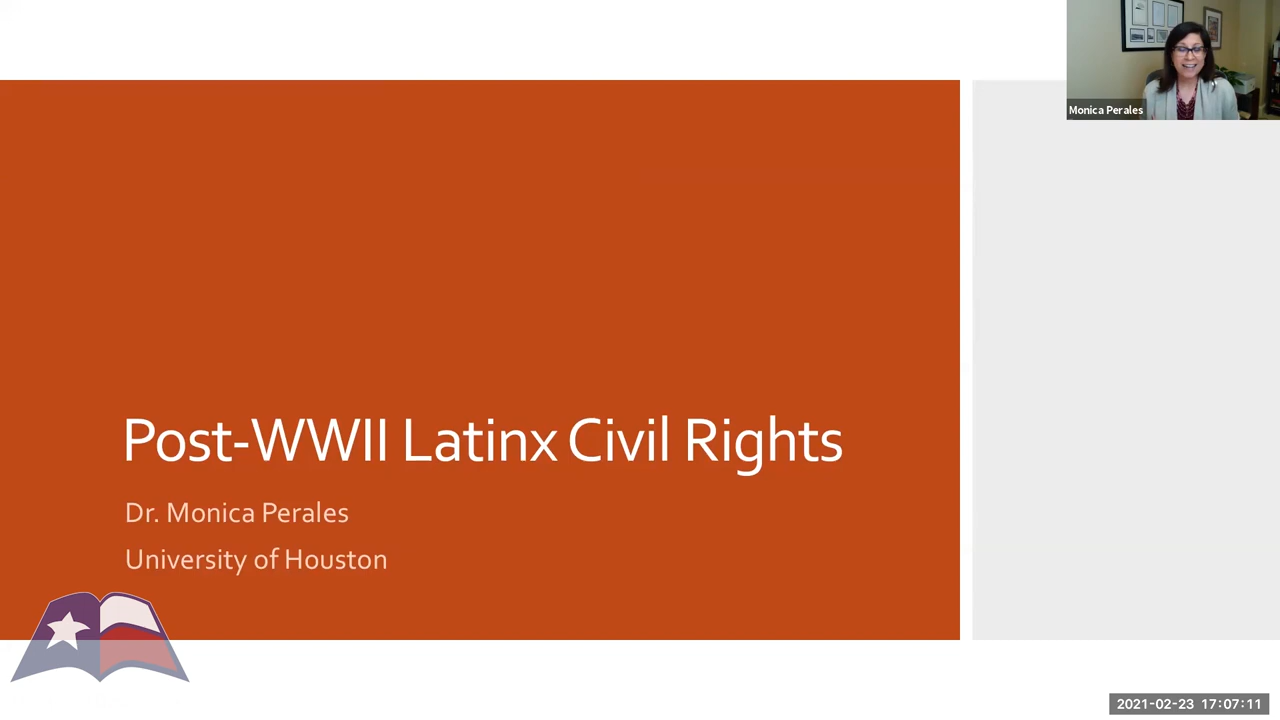 Monica Perales
Post-WWII Latinx Civil Rights
Dr. Monica Perales
University of Houston
2021-02-23 17:07:11